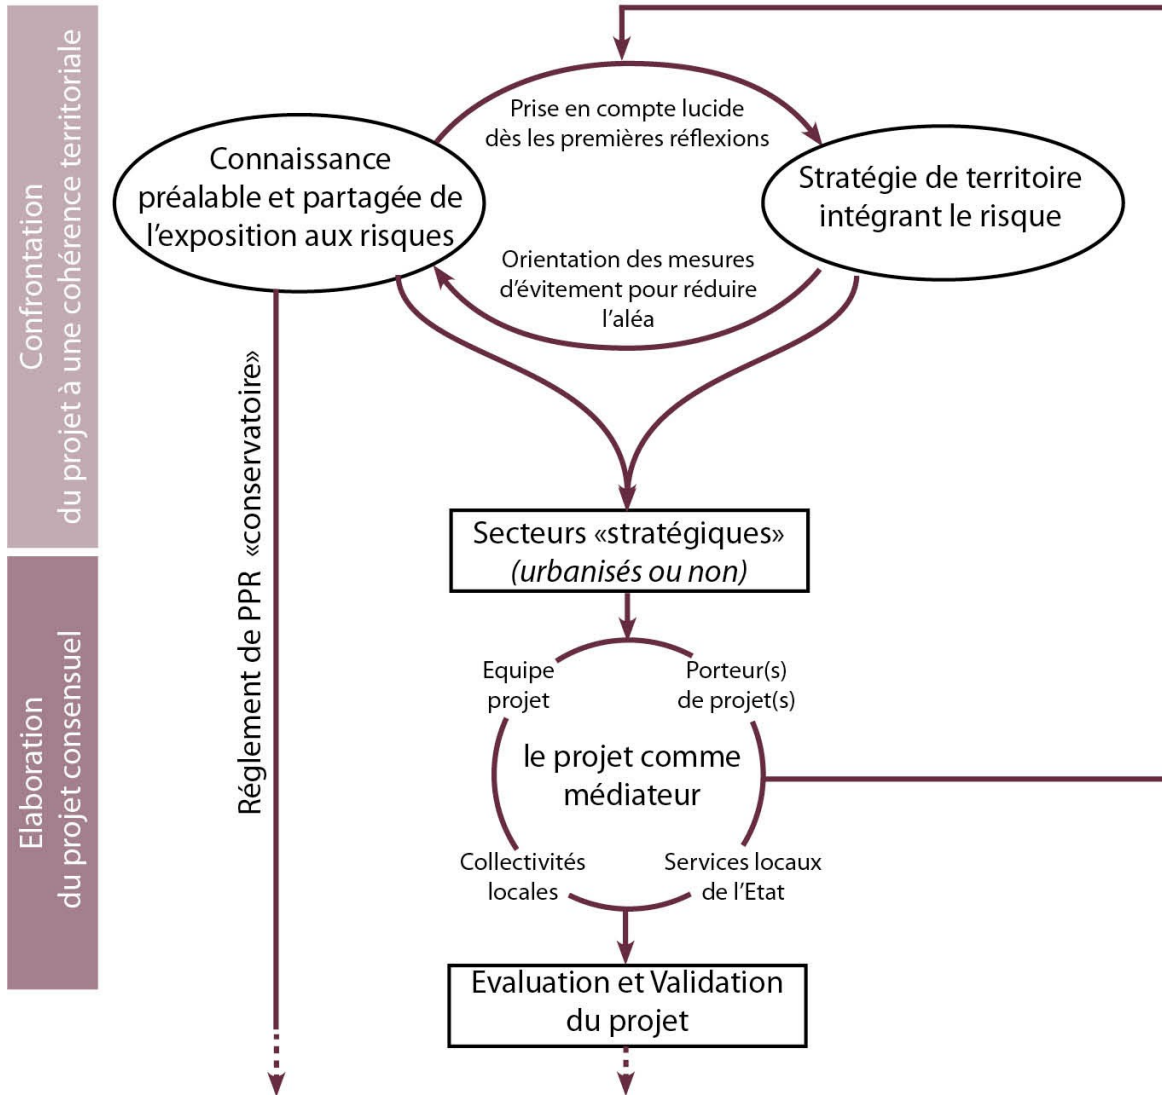 Confrontation
du projet à une cohérence territoriale
Prise en compte lucide
dès les premières réflexions
Connaissance
préalable et partagée de
l’exposition aux risques
Stratégie de territoire
intégrant le risque
Orientation des mesures
d’évitement pour réduire
l’aléa
Réglement de PPR «conservatoire»
Secteurs «stratégiques»
(urbanisés ou non)
Elaboration
du projet consensuel
Equipe
projet
Porteur(s)
de projet(s)
le projet comme
médiateur
Collectivités
locales
Services locaux
de l’Etat
Evaluation et Validation
du projet